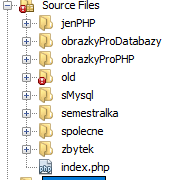 Source Files
jenPHP
obrazkyProDatabazy
obrazkyProPHP
old
sMysql
semestralka
spolecne
zbytek
index.php